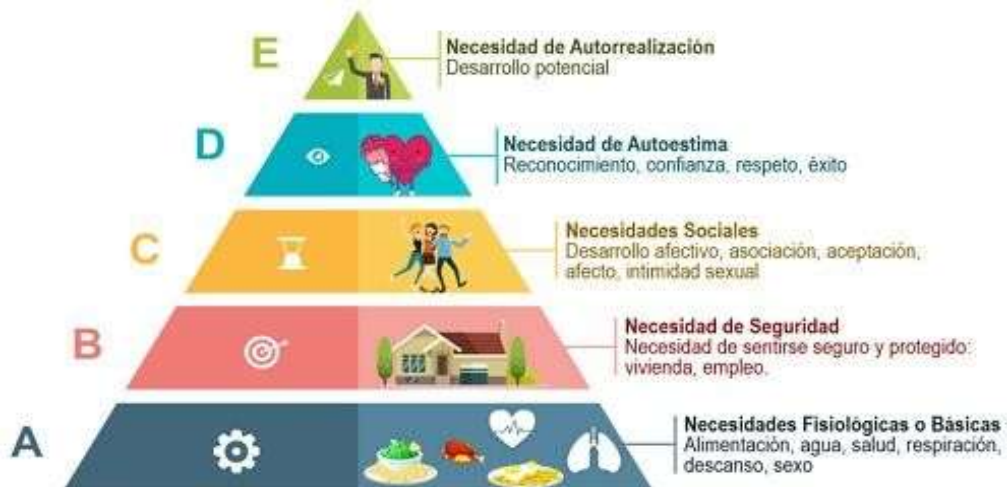 E
Necesidad de Autorrealización
Desarrollo potencial
D
Necesidad de Autoestima
Reconocimiento, confianza, respeto, éxito
C
Necesidades Sociales
Desarrollo afectivo, asociación, aceptación,
afecto, intimidad sexual
B
Necesidad de Seguridad
Necesidad de sentirse seguro y protegido:
vivienda, empleo.
A
Necesidades Fisiológicas o Básicas
Alimentación, agua, salud, respiración,
descanso, sexo